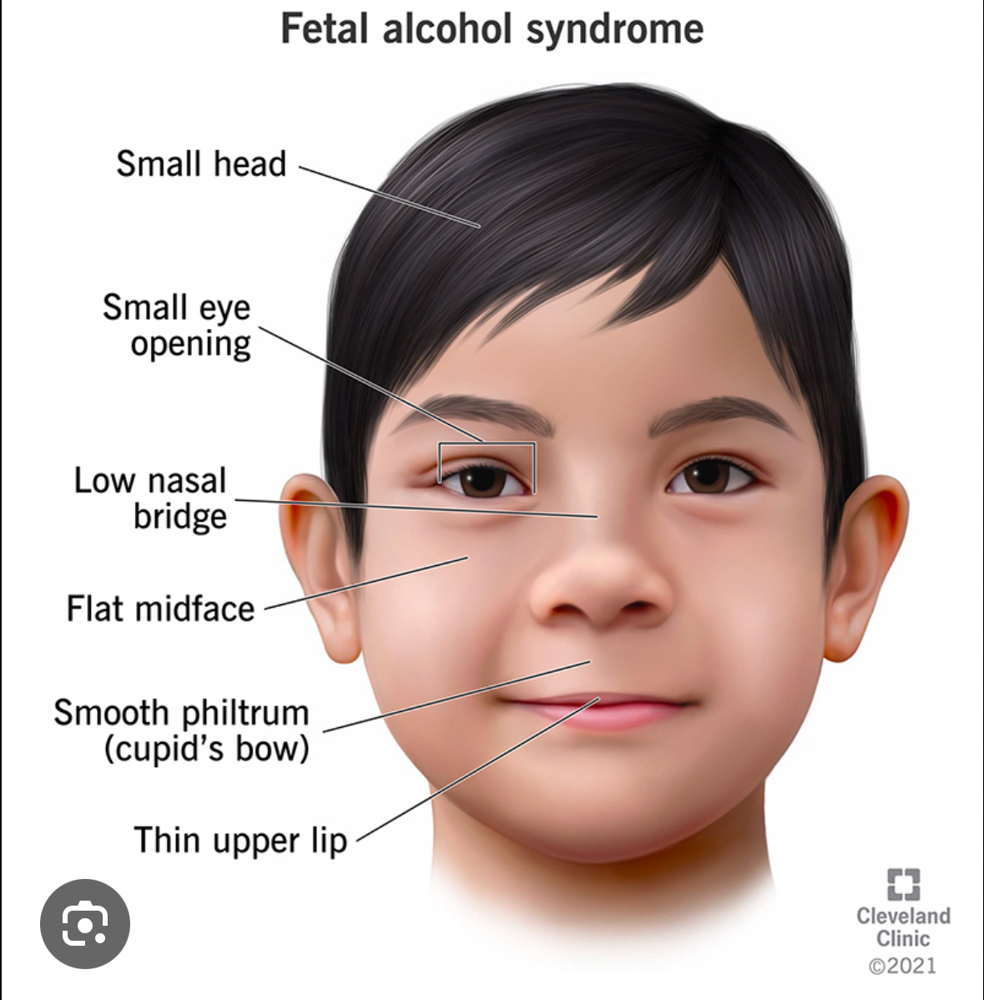 Fetal alcohol syndrome
Small head
Small eye
opening
Low nasal
bridge
Flat midface
Smooth philtrum
(cupid's bow)
Thin upper lip
Cleveland
Clinic
©2021